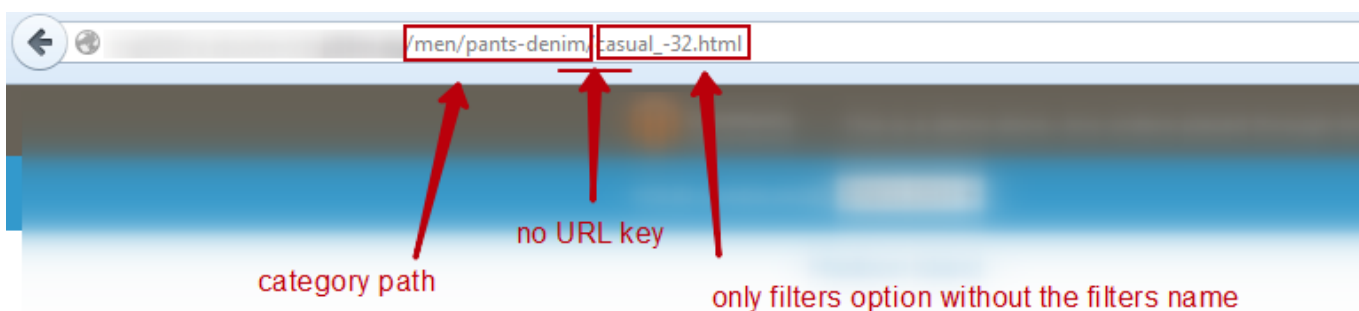 /men/pants-denim/casual_-32.html
no URL key
category path
only filters option without the filters name